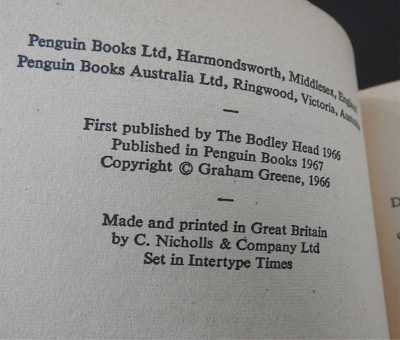 Penguin Books Ltd, Harmondsworth, Middlesex, England
Penguin Books Australia Ltd, Ringwood, Victoria, Australia
—
First published by The Bodley Head 1966
Published in Penguin Books 1967
Copyright © Graham Greene, 1966
—
Made and printed in Great Britain
by C. Nicholls & Company Ltd
Set in Intertype Times
D